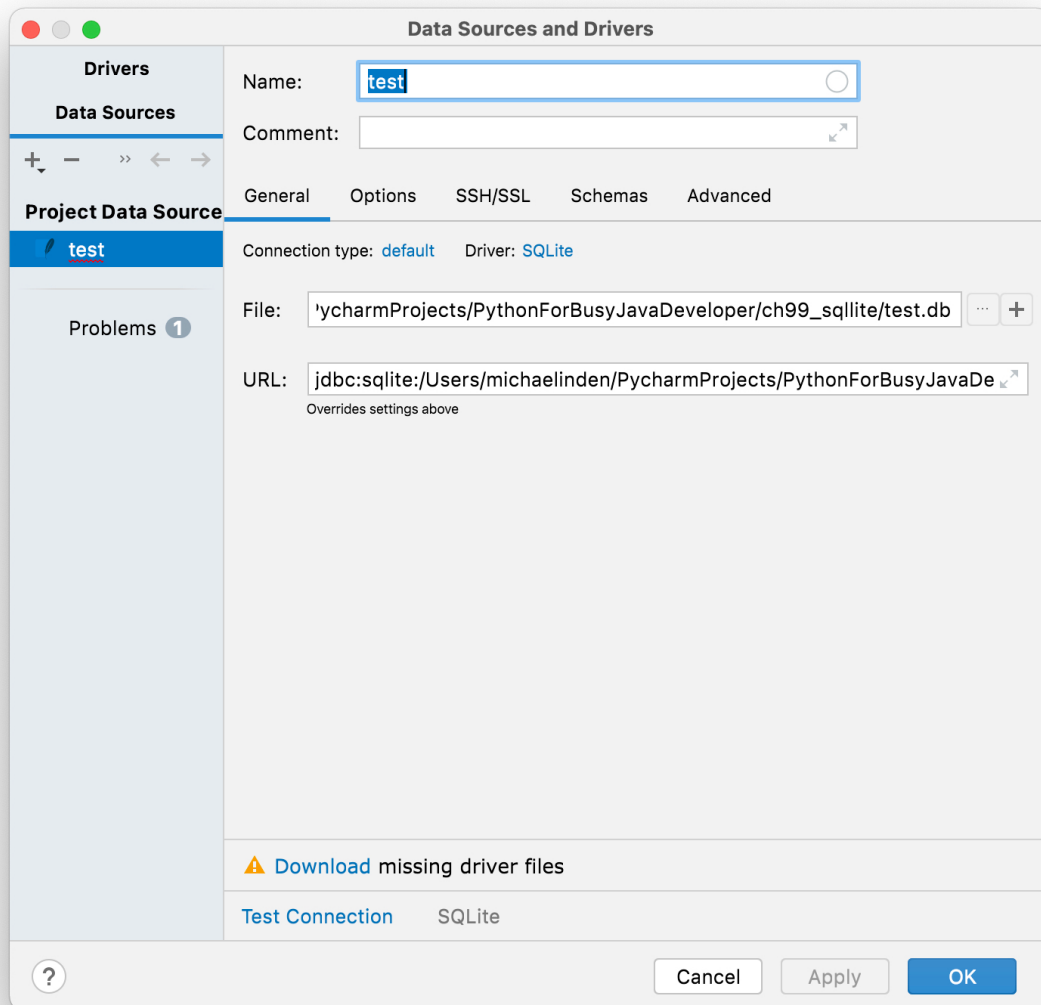 Data Sources and Drivers
Drivers
Data Sources
Project Data Source
test
Problems 1
Name: test
Comment:
General Options SSH/SSL Schemas Advanced
Connection type: default Driver: SQLite
File: ycharmProjects/PythonForBusyJavaDeveloper/ch99_sqllite/test.db ...
URL: jdbc:sqlite:/Users/michaelinden/PycharmProjects/PythonForBusyJavaDe
Overrides settings above
Download missing driver files
Test Connection SQLite
? Cancel Apply OK